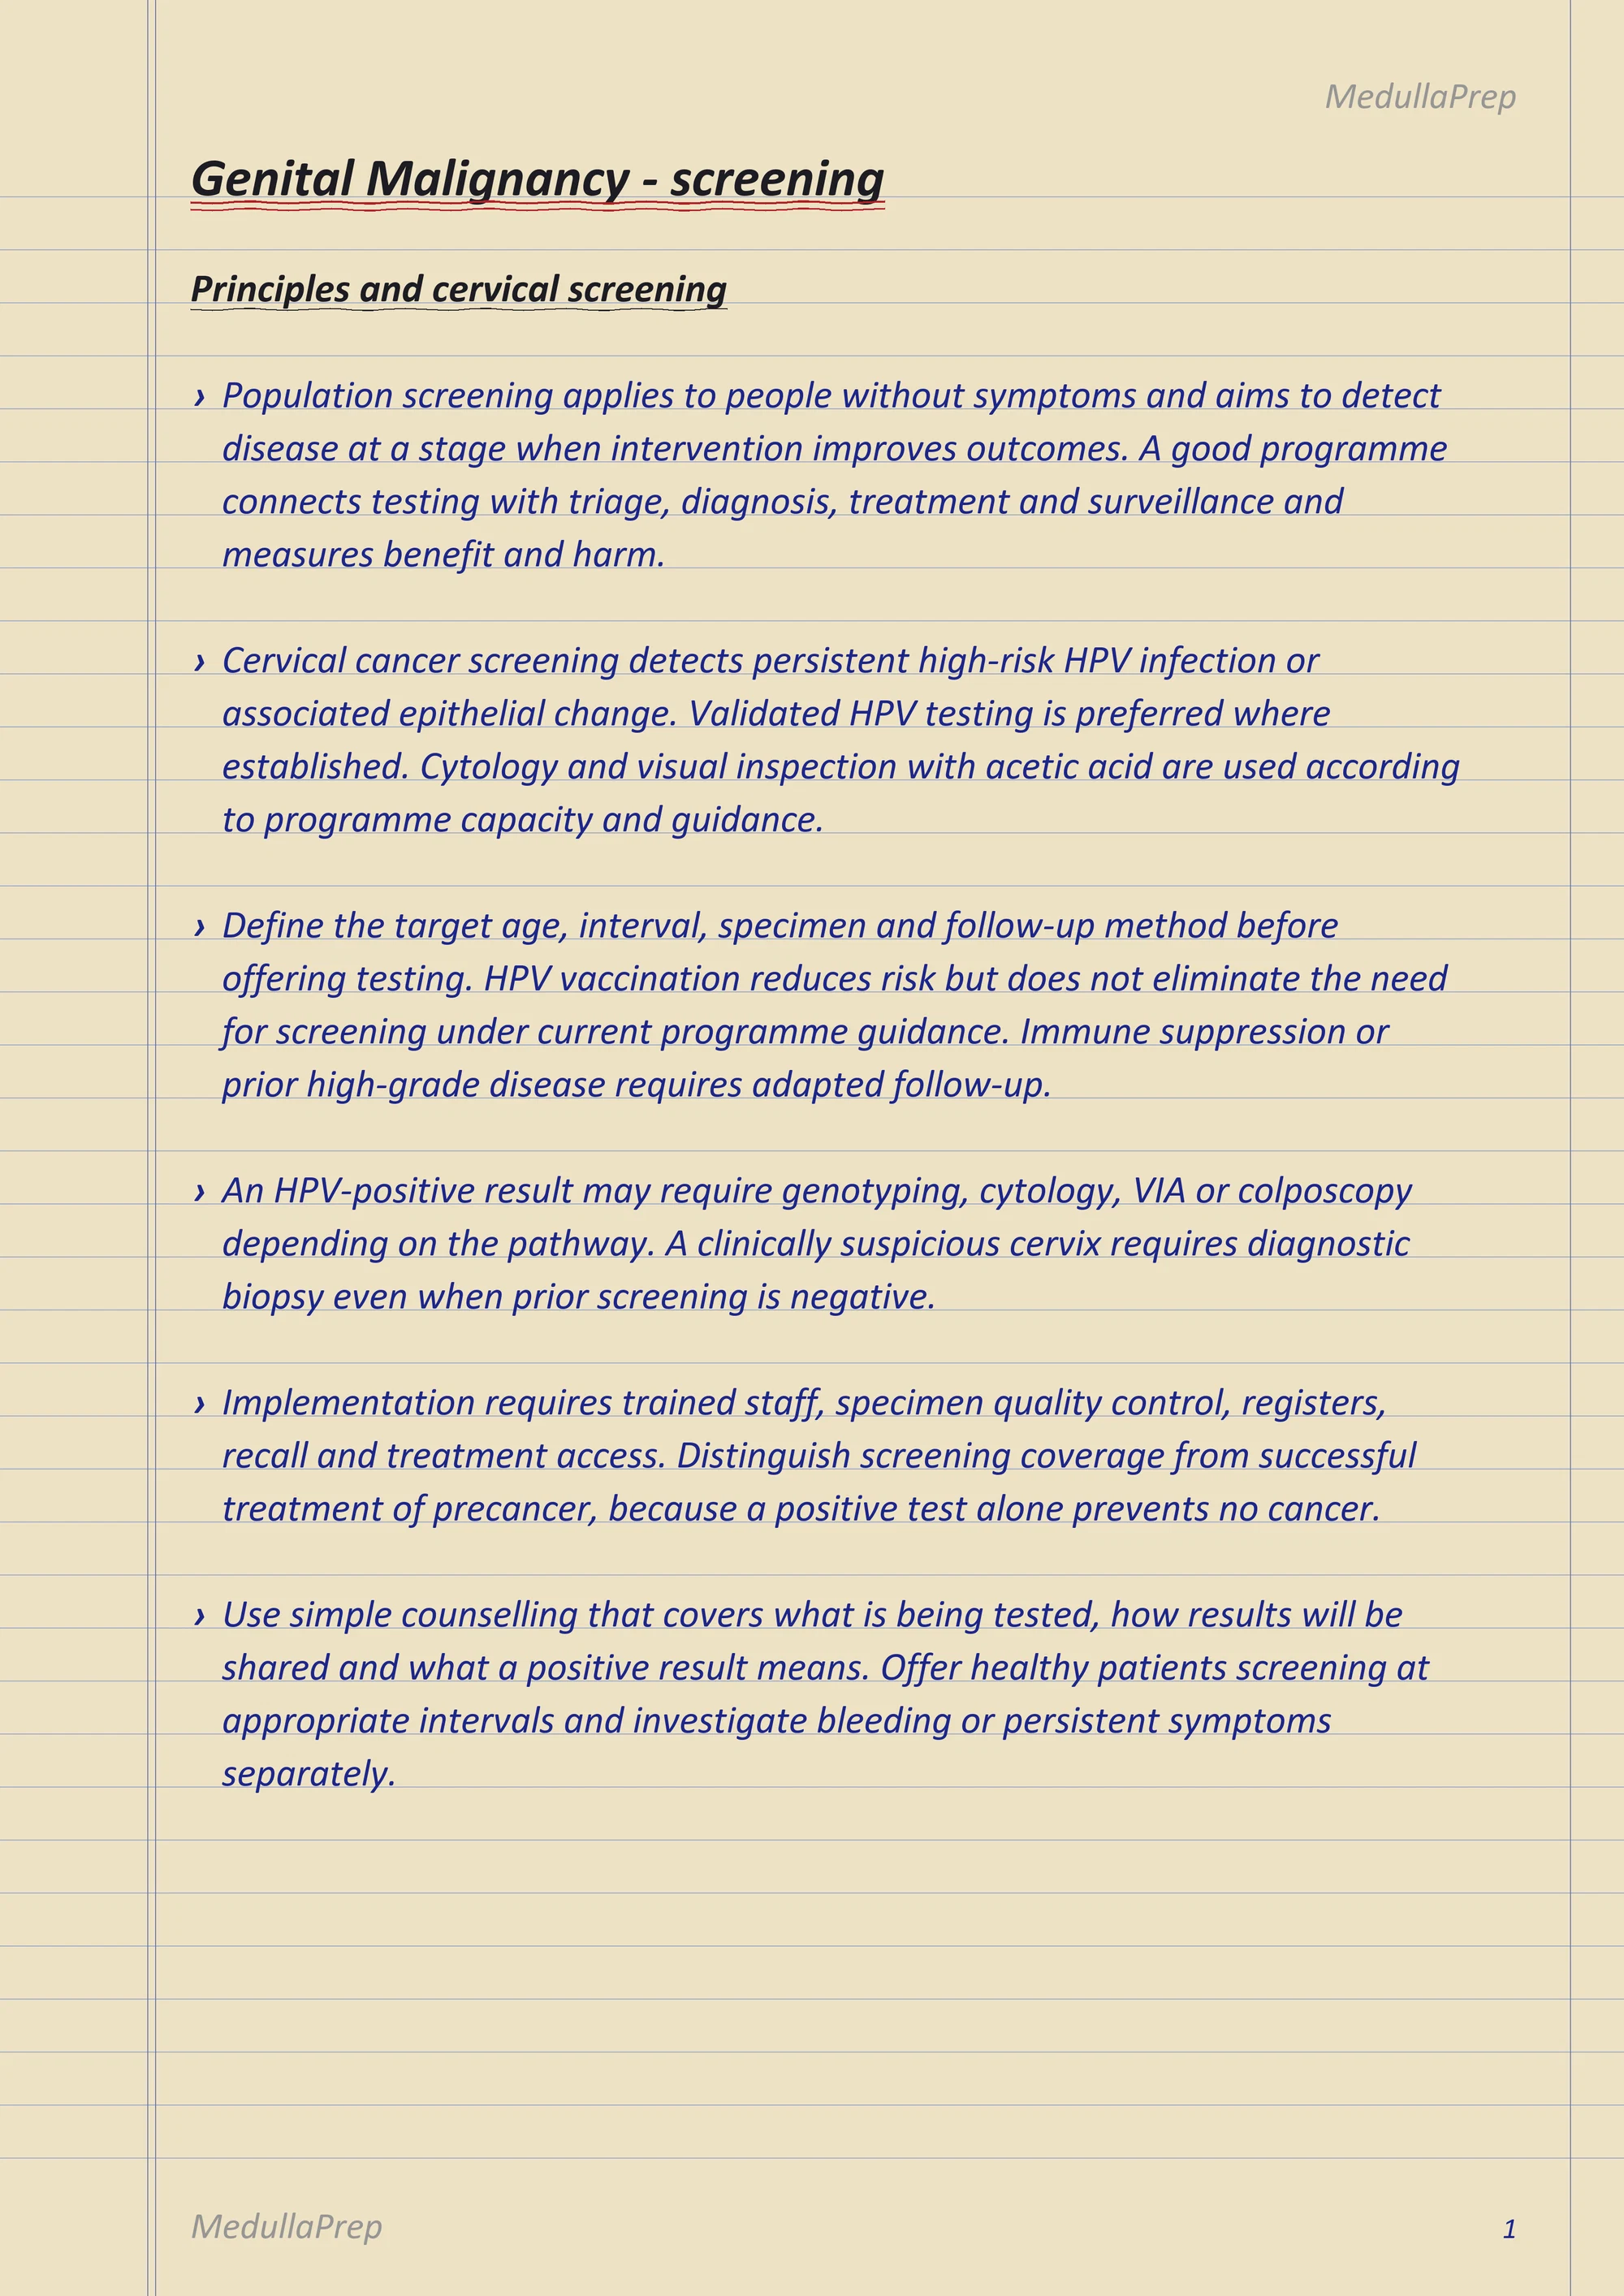 MedullaPrep
Genital Malignancy - screening
Principles and cervical screening
› Population screening applies to people without symptoms and aims to detect
disease at a stage when intervention improves outcomes. A good programme
connects testing with triage, diagnosis, treatment and surveillance and
measures benefit and harm.
› Cervical cancer screening detects persistent high-risk HPV infection or
associated epithelial change. Validated HPV testing is preferred where
established. Cytology and visual inspection with acetic acid are used according
to programme capacity and guidance.
› Define the target age, interval, specimen and follow-up method before
offering testing. HPV vaccination reduces risk but does not eliminate the need
for screening under current programme guidance. Immune suppression or
prior high-grade disease requires adapted follow-up.
› An HPV-positive result may require genotyping, cytology, VIA or colposcopy
depending on the pathway. A clinically suspicious cervix requires diagnostic
biopsy even when prior screening is negative.
› Implementation requires trained staff, specimen quality control, registers,
recall and treatment access. Distinguish screening coverage from successful
treatment of precancer, because a positive test alone prevents no cancer.
› Use simple counselling that covers what is being tested, how results will be
shared and what a positive result means. Offer healthy patients screening at
appropriate intervals and investigate bleeding or persistent symptoms
separately.
MedullaPrep
1